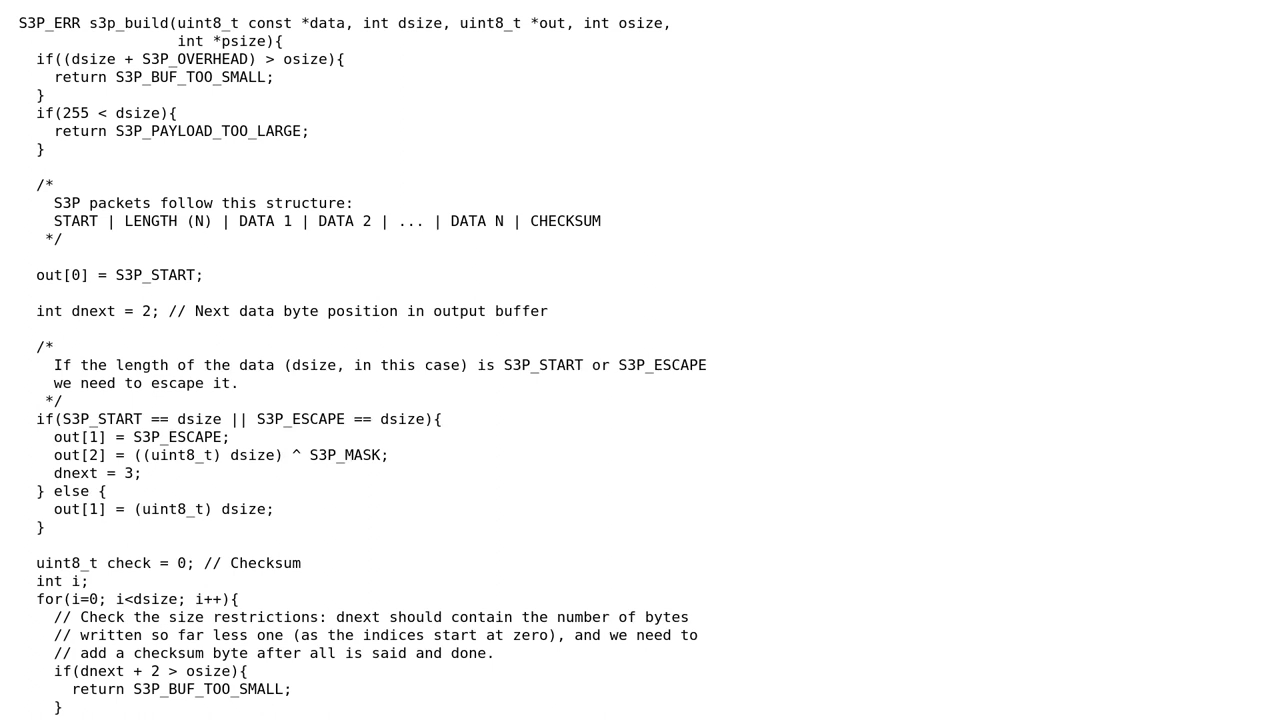 S3P_ERR s3p_build(uint8_t const *data, int dsize, uint8_t *out, int osize,
                  int *psize){
  if((dsize + S3P_OVERHEAD) > osize){
    return S3P_BUF_TOO_SMALL;
  }
  if(255 < dsize){
    return S3P_PAYLOAD_TOO_LARGE;
  }

  /*
    S3P packets follow this structure:
    START | LENGTH (N) | DATA 1 | DATA 2 | ... | DATA N | CHECKSUM
   */

  out[0] = S3P_START;

  int dnext = 2; // Next data byte position in output buffer

  /*
    If the length of the data (dsize, in this case) is S3P_START or S3P_ESCAPE
    we need to escape it.
   */
  if(S3P_START == dsize || S3P_ESCAPE == dsize){
    out[1] = S3P_ESCAPE;
    out[2] = ((uint8_t) dsize) ^ S3P_MASK;
    dnext = 3;
  } else {
    out[1] = (uint8_t) dsize;
  }

  uint8_t check = 0; // Checksum
  int i;
  for(i=0; i<dsize; i++){
    // Check the size restrictions: dnext should contain the number of bytes
    // written so far less one (as the indices start at zero), and we need to
    // add a checksum byte after all is said and done.
    if(dnext + 2 > osize){
      return S3P_BUF_TOO_SMALL;
    }